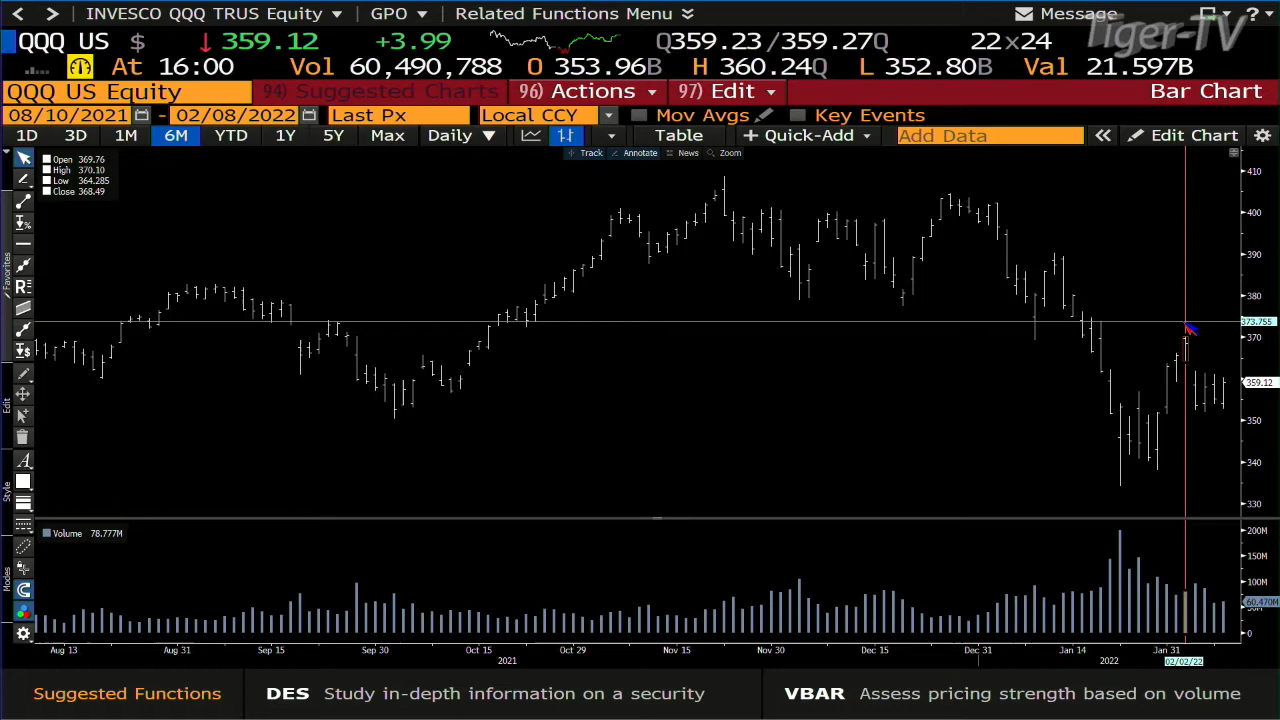 INVESCO QQQ TRUS Equity GPO Related Functions Menu Message ?
Tiger-TV
QQQ US $ 359.12 +3.99 Q359.23/359.27Q 22x24
At 16:00 Vol 60,490,788 O 353.96B H 360.24Q L 352.80B Val 21.597B
QQQ US Equity 94) Suggested Charts 96) Actions 97) Edit Bar Chart
08/10/2021 - 02/08/2022 Last Px Local CCY Mov Avgs Key Events
1D 3D 1M 6M YTD 1Y 5Y Max Daily Table + Quick-Add Add Data Edit Chart
Track Annotate News Zoom
Open 369.76
High 370.10
Low 364.285
Close 368.49
410
400
390
380
373.755
370
359.12
350
340
330
Favorites
Edit
Style
Modes
Volume 78.777M
200M
150M
100M
60.470M
50M
0
Aug 13 Aug 31 Sep 15 Sep 30 Oct 15 Oct 29 Nov 15 Nov 30 Dec 15 Dec 31 Jan 14 Jan 31
2021 2022 02/02/22
Suggested Functions DES Study in-depth information on a security VBAR Assess pricing strength based on volume